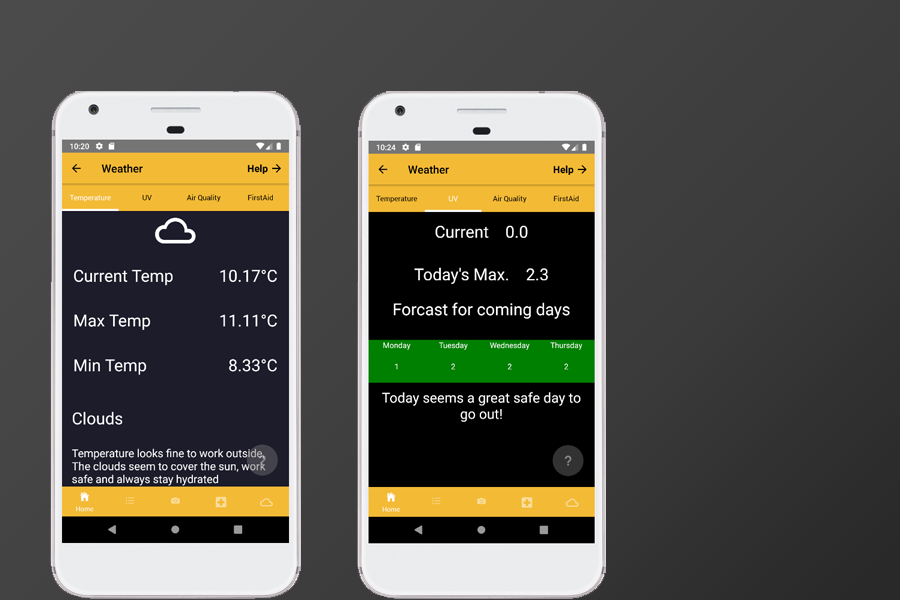 10:20
Weather Help
Temperature UV Air Quality FirstAid
Current Temp 10.17°C
Max Temp 11.11°C
Min Temp 8.33°C
Clouds
Temperature looks fine to work outside.
The clouds seem to cover the sun, work
safe and always stay hydrated
?
Home
10:24
Weather Help
Temperature UV Air Quality FirstAid
Current 0.0
Today's Max. 2.3
Forcast for coming days
Monday Tuesday Wednesday Thursday
1 2 2 2
Today seems a great safe day to
go out!
?
Home